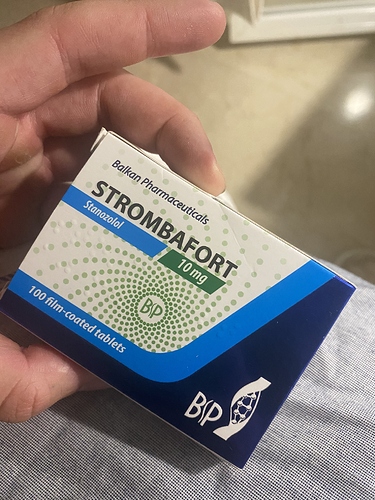 Balkan Pharmaceuticals
STROMBAFORT
Stanozolol
10 mg
BP
100 film-coated tablets
BP